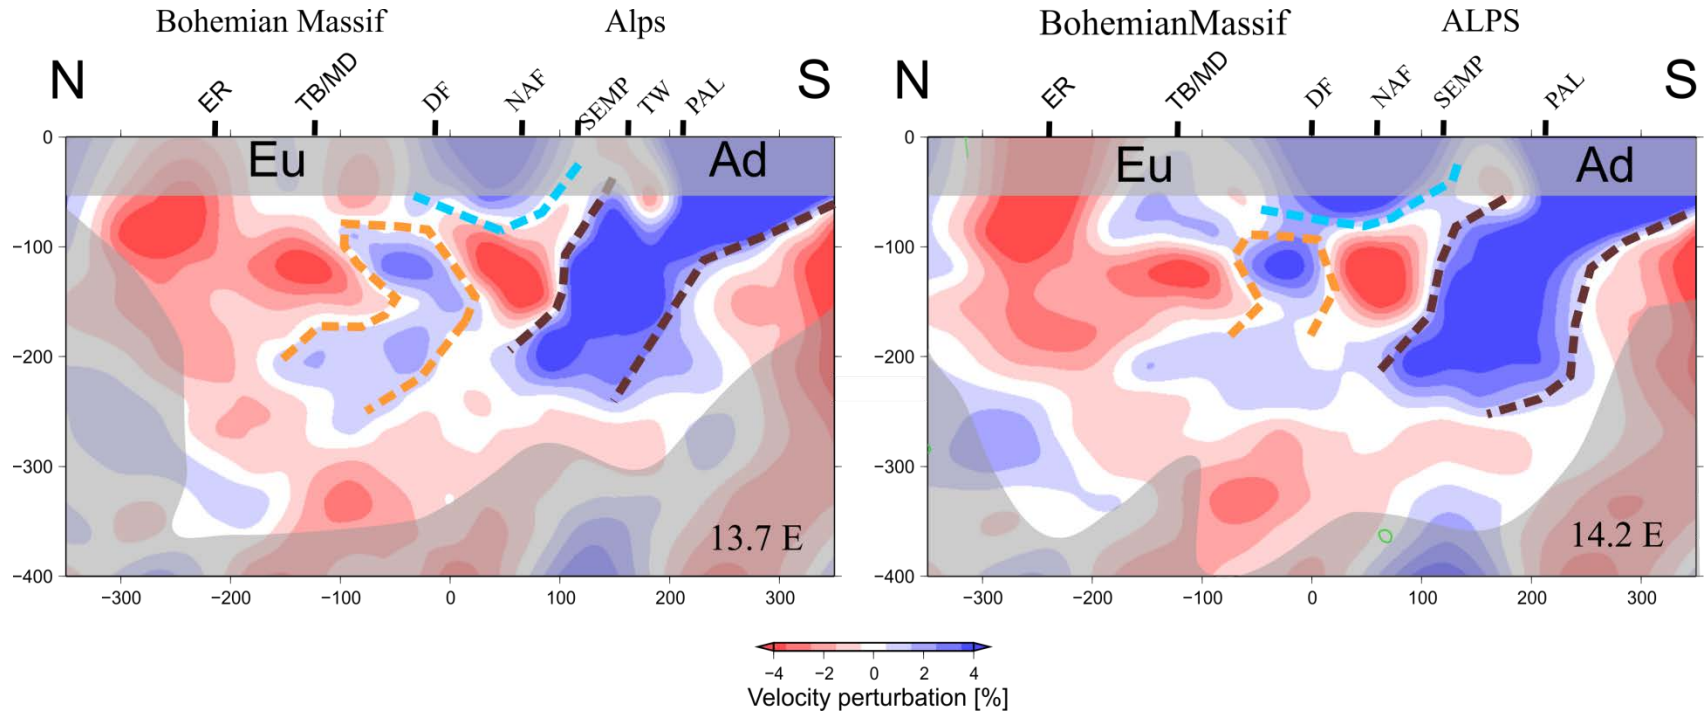 Bohemian Massif Alps
N S
ER TB/MD DF NAF SEMP TW PAL
0
Eu Ad
−100
−200
−300
13.7 E
−400
−300 −200 −100 0 100 200 300
BohemianMassif ALPS
N S
ER TB/MD DF NAF SEMP PAL
0
Eu Ad
−100
−200
−300
14.2 E
−400
−300 −200 −100 0 100 200 300
−4 −2 0 2 4
Velocity perturbation [%]